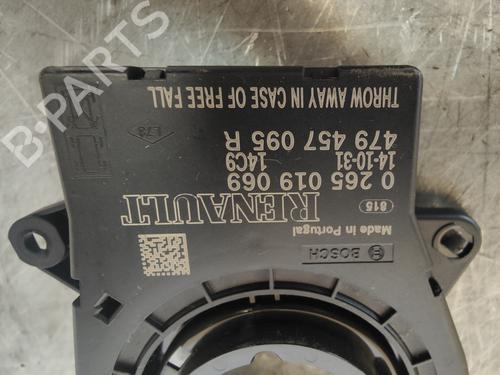 BOSCH
Made in Portugal
815
RENAULT
0 265 019 069
14-10-31
14C9
479 457 095 R
THROW AWAY IN CASE OF FREE FALL
B-Parts